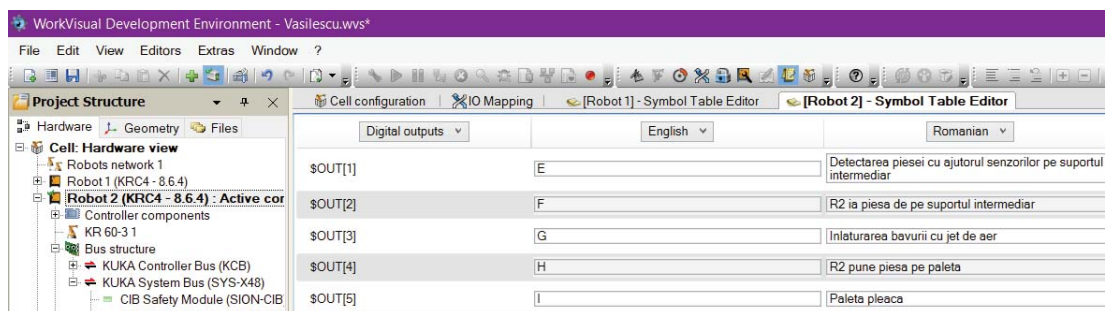 WorkVisual Development Environment - Vasilescu.wvs*
File Edit View Editors Extras Window ?
Project Structure
Cell configuration IO Mapping [Robot 1] - Symbol Table Editor [Robot 2] - Symbol Table Editor
Hardware Geometry Files
Digital outputs English Romanian
Cell: Hardware view
Robots network 1
Robot 1 (KRC4 - 8.6.4)
Robot 2 (KRC4 - 8.6.4) : Active cor
Controller components
KR 60-3 1
Bus structure
KUKA Controller Bus (KCB)
KUKA System Bus (SYS-X48)
CIB Safety Module (SION-CIB
$OUT[1] E Detectarea piesei cu ajutorul senzorilor pe suportul
intermediar
$OUT[2] F R2 ia piesa de pe suportul intermediar
$OUT[3] G Inlaturarea bavurii cu jet de aer
$OUT[4] H R2 pune piesa pe paleta
$OUT[5] I Paleta pleaca